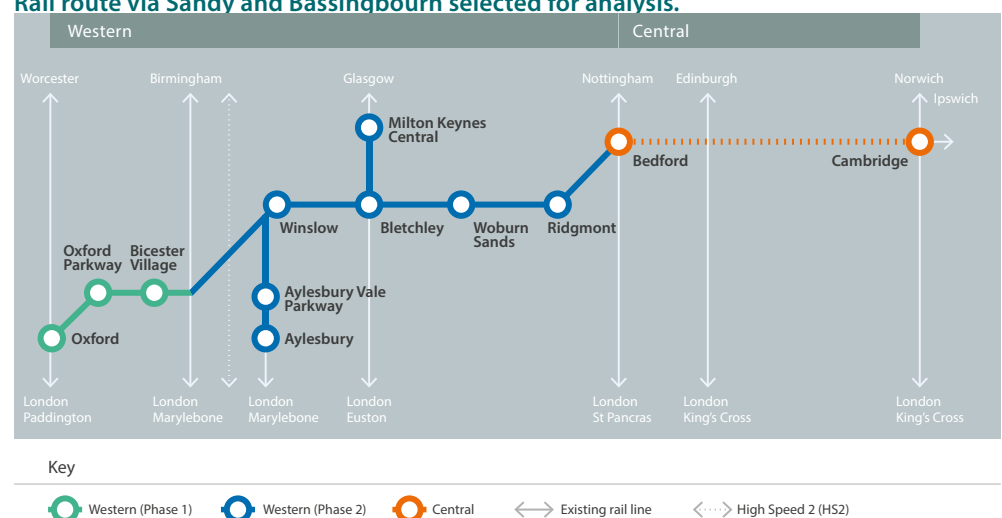 Rail route via Sandy and Bassingbourn selected for analysis.
Western
Central
Worcester
Birmingham
Glasgow
Nottingham
Edinburgh
Norwich
Ipswich
Milton Keynes
Central
Bedford
Cambridge
Winslow
Bletchley
Woburn
Sands
Ridgmont
Oxford
Parkway
Bicester
Village
Aylesbury Vale
Parkway
Oxford
Aylesbury
London
Paddington
London
Marylebone
London
Marylebone
London
Euston
London
St Pancras
London
King's Cross
London
King's Cross
Key
Western (Phase 1)
Western (Phase 2)
Central
Existing rail line
High Speed 2 (HS2)